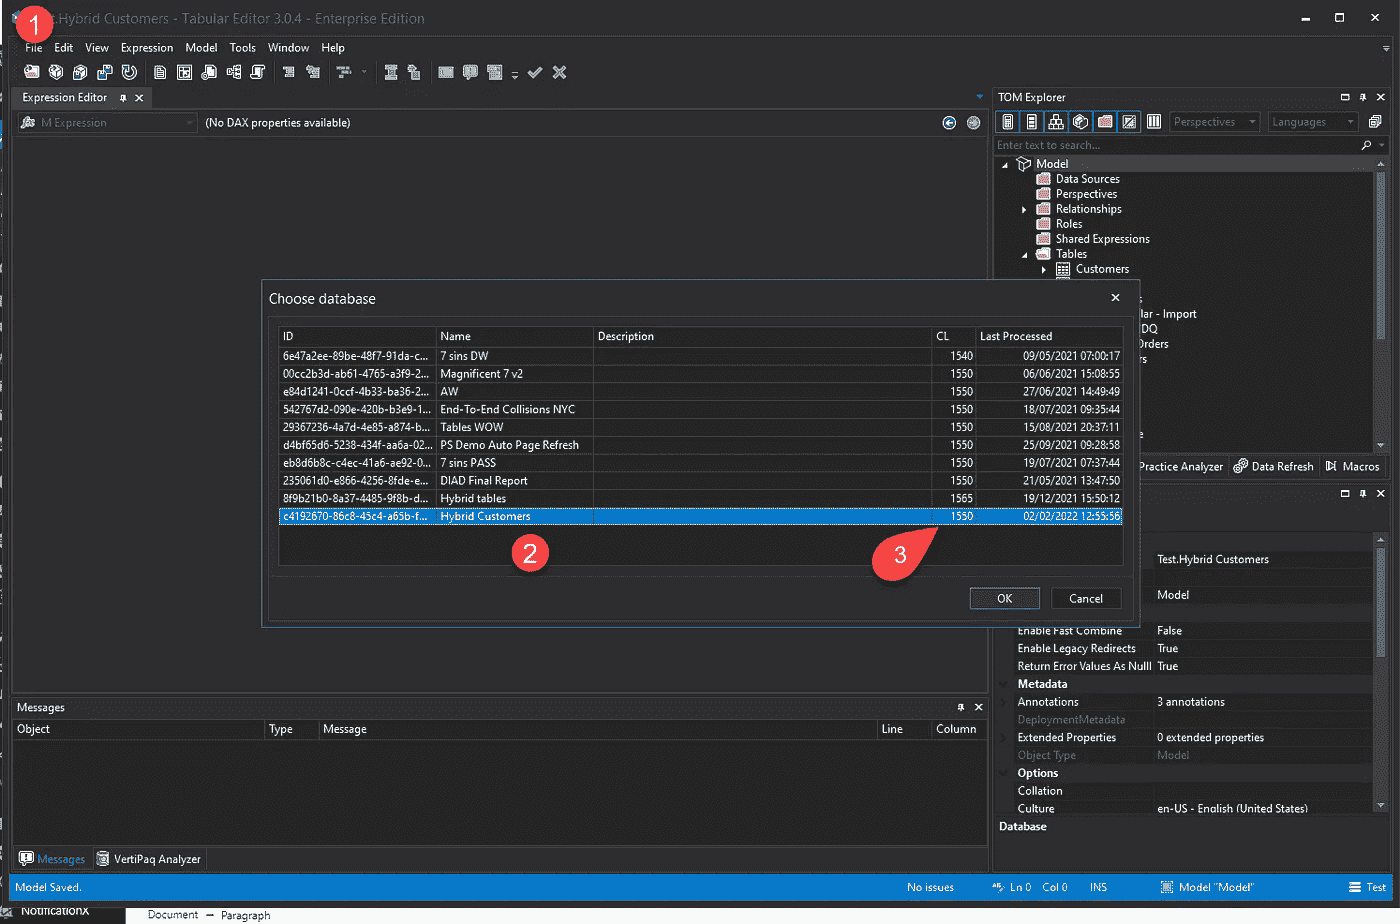 1
t.Hybrid Customers - Tabular Editor 3.0.4 - Enterprise Edition
File Edit View Expression Model Tools Window Help
Expression Editor
M Expression (No DAX properties available)
TOM Explorer
Perspectives Languages
Enter text to search...
Model
Data Sources
Perspectives
Relationships
Roles
Shared Expressions
Tables
Customers
s
lar - Import
DQ
Orders
rs
e
Choose database
ID Name Description CL Last Processed
6e47a2ee-89be-48f7-91da-c... 7 sins DW 1540 09/05/2021 07:00:17
00cc2b3d-ab61-4765-a3f9-2... Magnificent 7 v2 1550 06/06/2021 15:08:55
e84d1241-0ccf-4b33-ba36-2... AW 1550 27/06/2021 14:49:49
542767d2-090e-420b-b3e9-1... End-To-End Collisions NYC 1550 18/07/2021 09:35:44
29367236-4a7d-4e85-a874-b... Tables WOW 1550 15/08/2021 20:37:11
d4bf65d6-5238-434f-aa6a-02... PS Demo Auto Page Refresh 1550 25/09/2021 09:28:58
eb8d6b8c-c4ec-41a6-ae92-0... 7 sins PASS 1550 19/07/2021 07:37:44
235061d0-e866-4256-8fde-e... DIAD Final Report 1550 21/05/2021 13:47:50
8f9b21b0-8a37-4485-9f8b-d... Hybrid tables 1565 19/12/2021 15:50:12
c4192670-86c8-45c4-a65b-f... Hybrid Customers 1550 02/02/2022 12:55:56
2
3
OK Cancel
Practice Analyzer Data Refresh Macros
Test.Hybrid Customers
Model
Enable Fast Combine False
Enable Legacy Redirects True
Return Error Values As Nulll True
Metadata
Annotations 3 annotations
DeploymentMetadata
Extended Properties 0 extended properties
Object Type Model
Options
Collation
Culture en-US - English (United States)
Database
Messages
Object Type Message Line Column
Messages VertiPaq Analyzer
Model Saved. No issues Ln 0 Col 0 INS Model "Model" Test
NotificationX Document — Paragraph